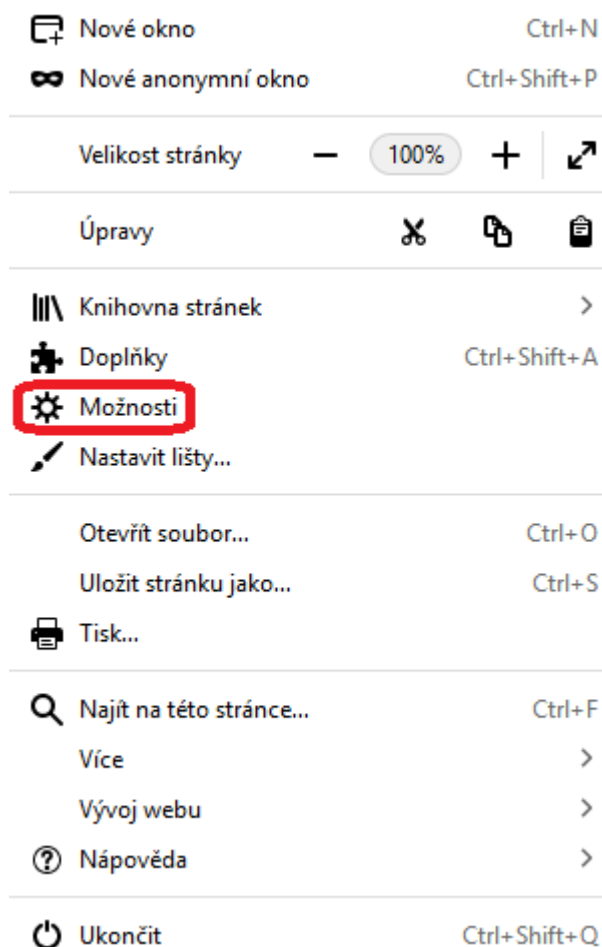 Nové okno Ctrl+N
Nové anonymní okno Ctrl+Shift+P
Velikost stránky − 100% +
Úpravy
Knihovna stránek >
Doplňky Ctrl+Shift+A
Možnosti
Nastavit lišty...
Otevřít soubor... Ctrl+O
Uložit stránku jako... Ctrl+S
Tisk...
Najít na této stránce... Ctrl+F
Více >
Vývoj webu >
Nápověda >
Ukončit Ctrl+Shift+Q